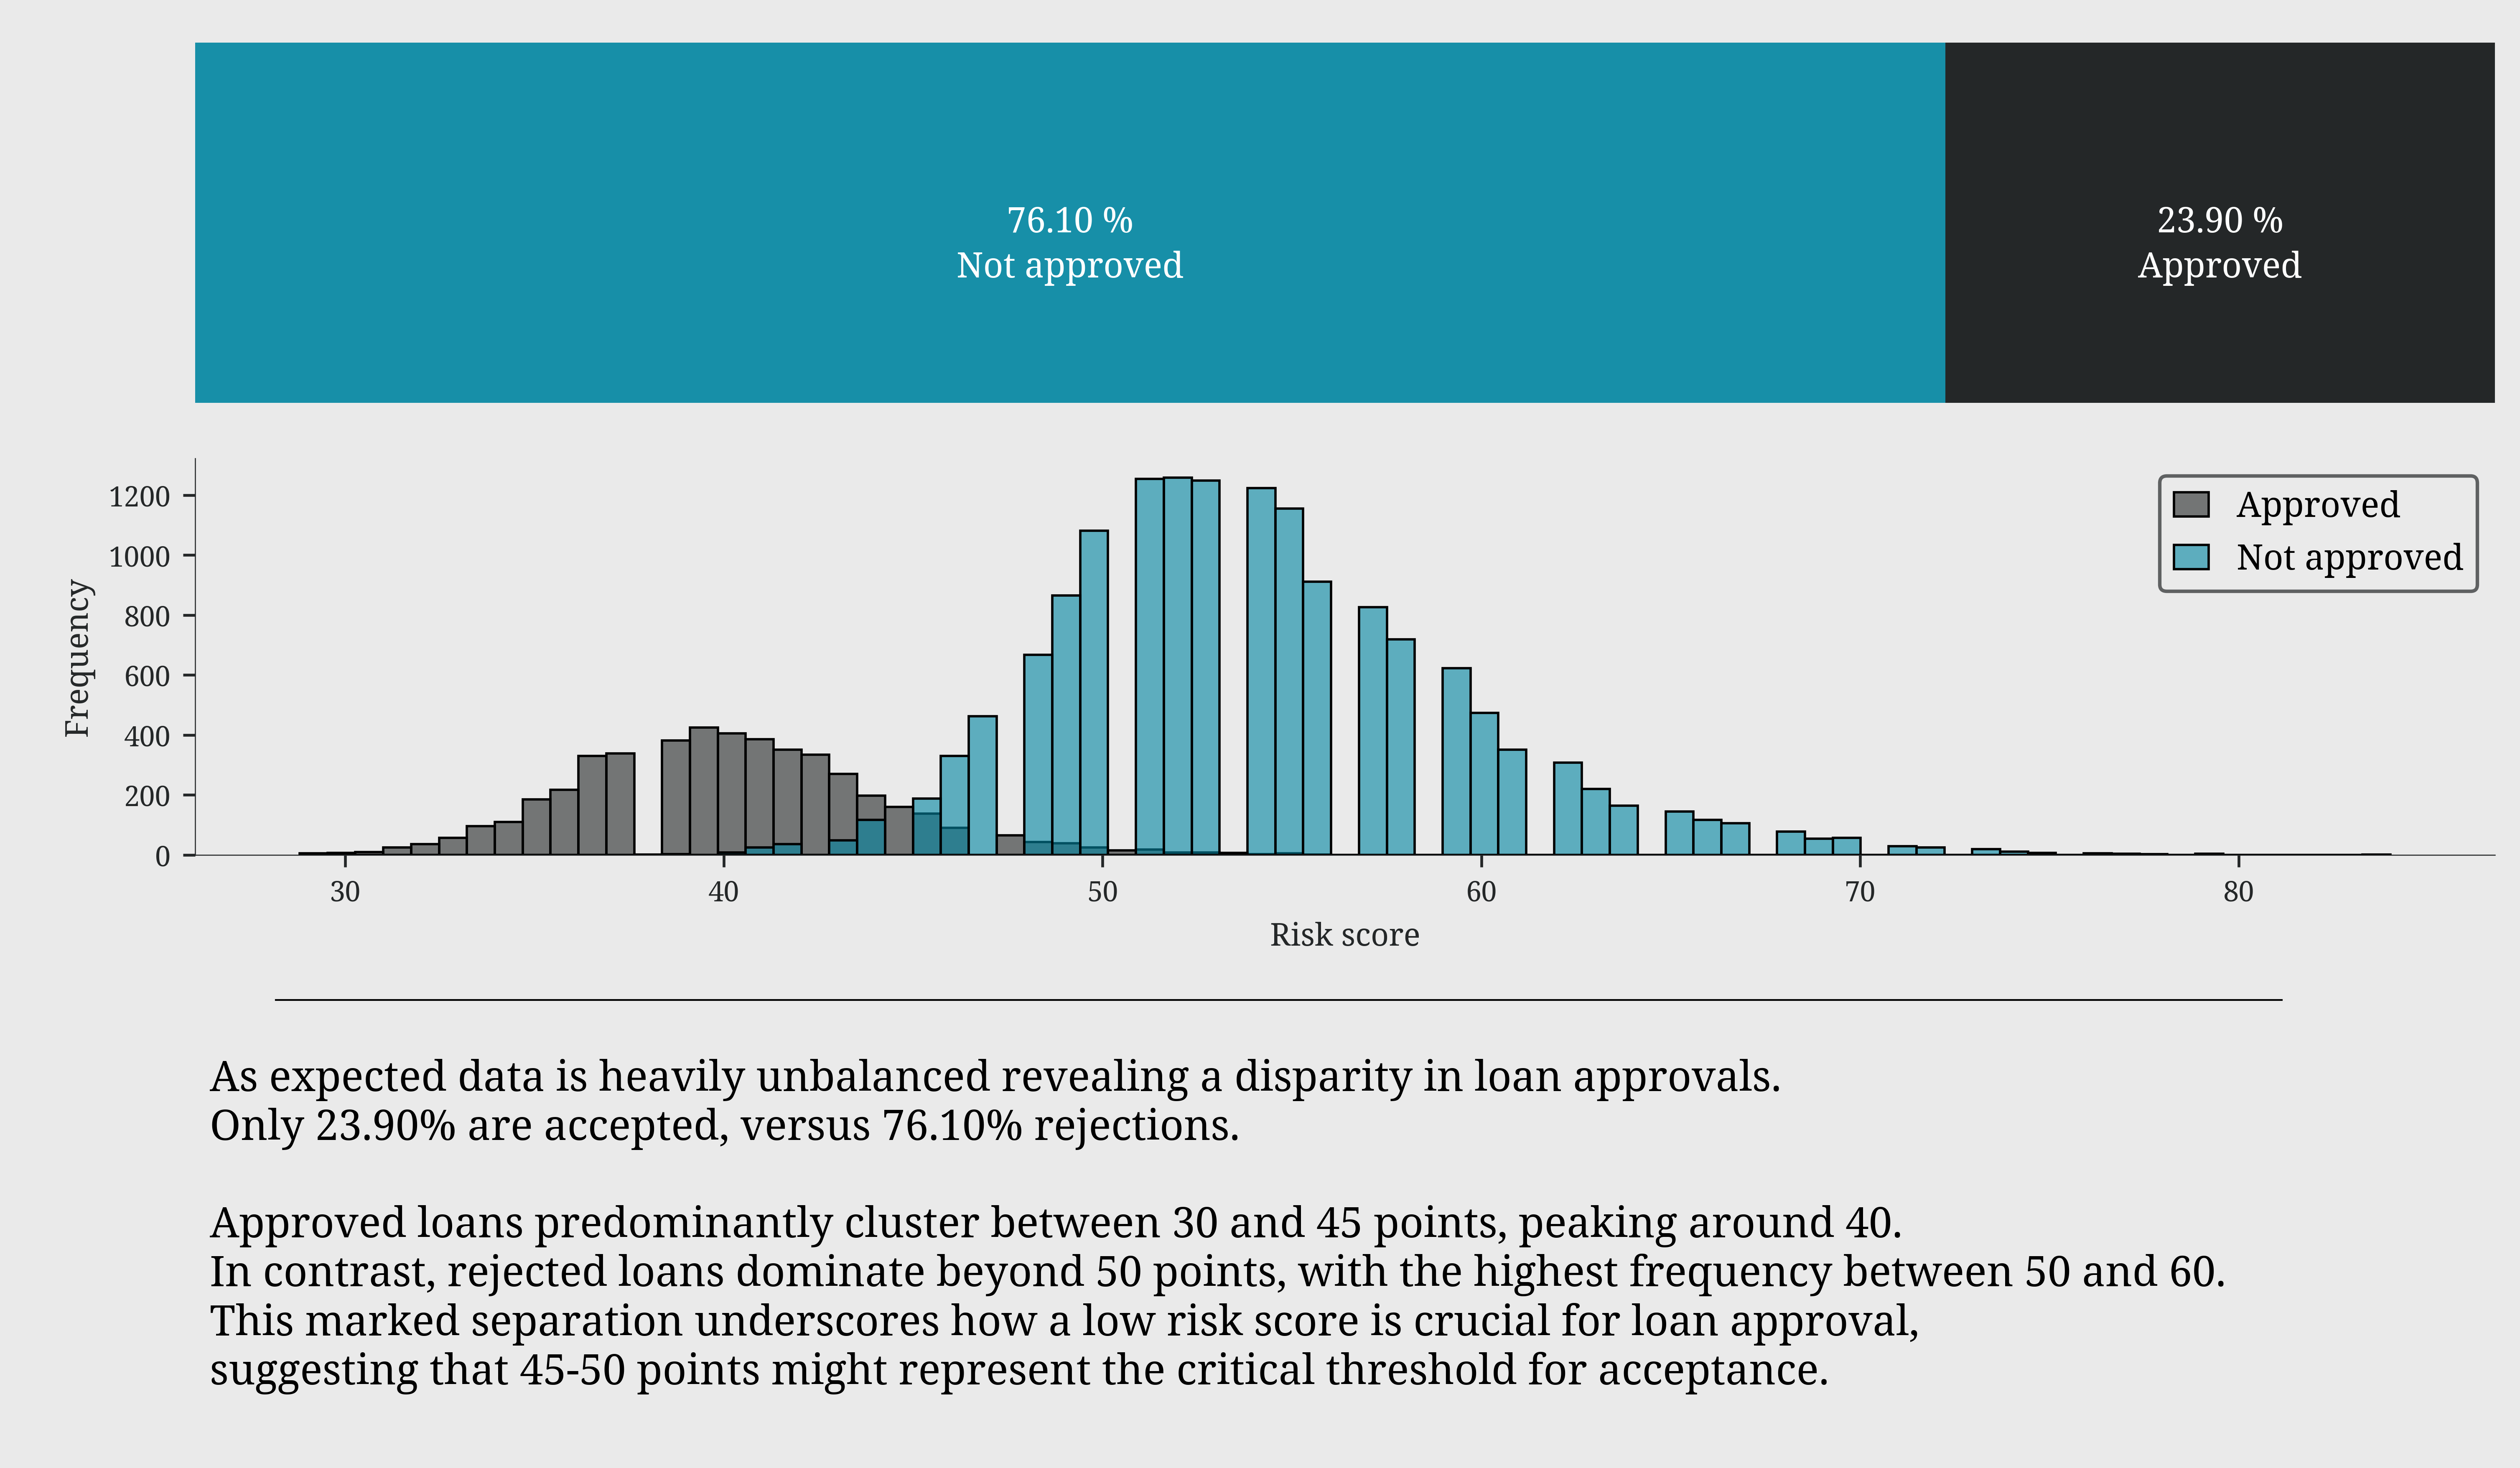 76.10 %
Not approved
23.90 %
Approved
1200
1000
800
600
400
200
0
Frequency
Approved
Not approved
30 40 50 60 70 80
Risk score
As expected data is heavily unbalanced revealing a disparity in loan approvals.
Only 23.90% are accepted, versus 76.10% rejections.
Approved loans predominantly cluster between 30 and 45 points, peaking around 40.
In contrast, rejected loans dominate beyond 50 points, with the highest frequency between 50 and 60.
This marked separation underscores how a low risk score is crucial for loan approval,
suggesting that 45-50 points might represent the critical threshold for acceptance.